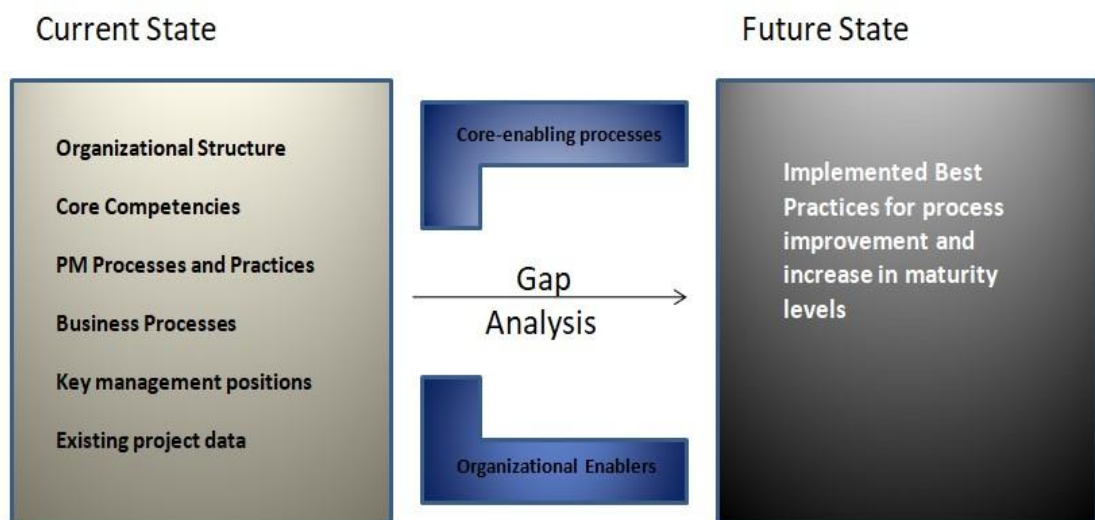 Current State
Future State
Organizational Structure
Core Competencies
PM Processes and Practices
Business Processes
Key management positions
Existing project data
Core-enabling processes
Gap
Analysis
Organizational Enablers
Implemented Best
Practices for process
improvement and
increase in maturity
levels